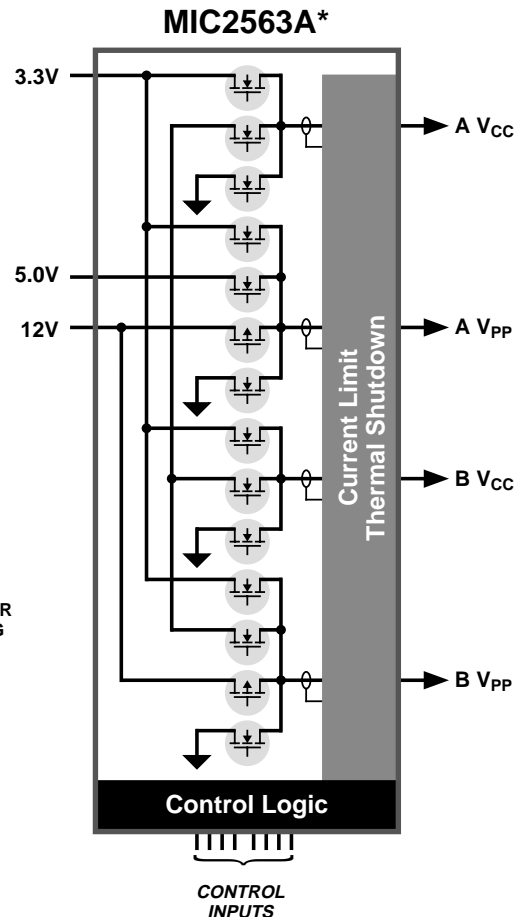 MIC2563A*
3.3V
A VCC
5.0V
12V
A VPP
Current Limit
Thermal Shutdown
B VCC
R
G
B VPP
Control Logic
CONTROL
INPUTS